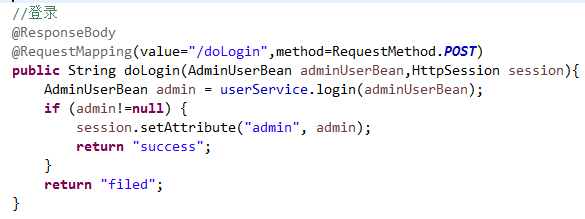 //登录
@ResponseBody
@RequestMapping(value="/doLogin",method=RequestMethod.POST)
public String doLogin(AdminUserBean adminUserBean,HttpSession session){
    AdminUserBean admin = userService.login(adminUserBean);
    if (admin!=null) {
        session.setAttribute("admin", admin);
        return "success";
    }
    return "filed";
}